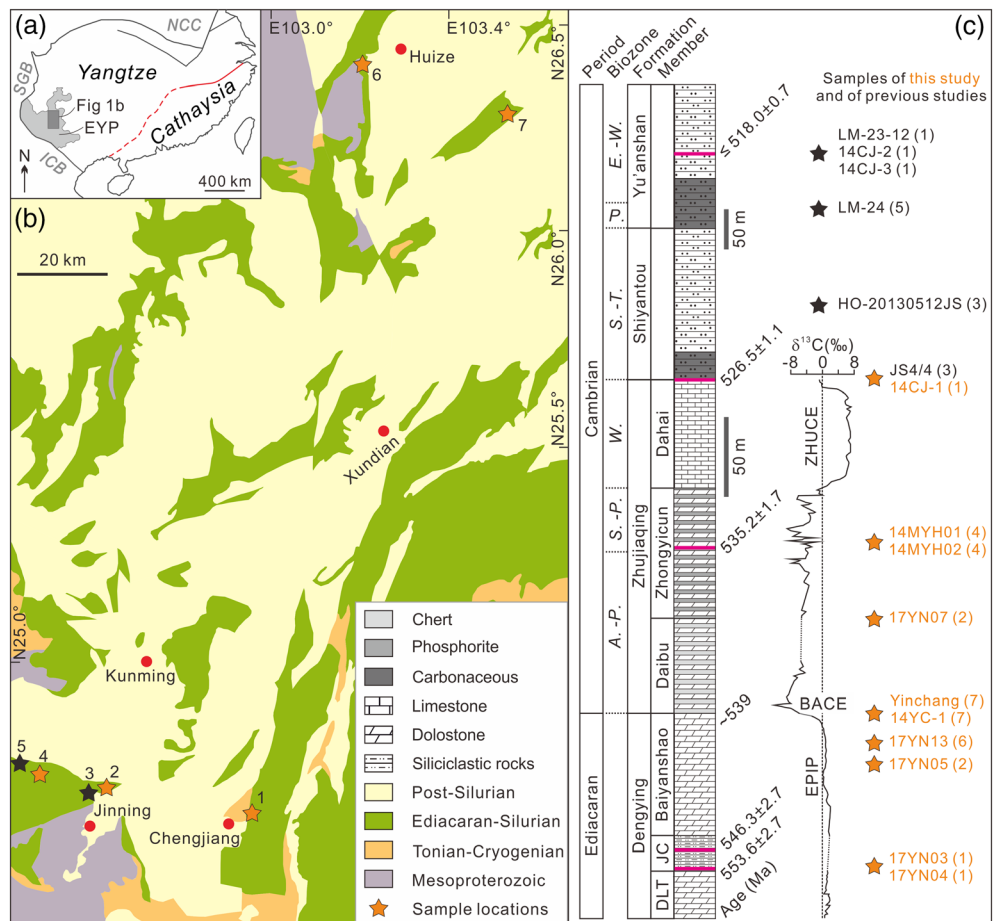 (a)
NCC
SGB
Yangtze
Fig 1b
EYP
Cathaysia
N
ICB
400 km
(b)
20 km
E103.0°
E103.4°
N26.5°
Huize
6
7
N26.0°
N25.5°
Xundian
N25.0°
Kunming
5
4
3
2
Jinning
1
Chengjiang
Chert
Phosphorite
Carbonaceous
Limestone
Dolostone
Siliciclastic rocks
Post-Silurian
Ediacaran-Silurian
Tonian-Cryogenian
Mesoproterozoic
Sample locations
(c)
Period
Biozone
Formation
Member
Samples of this study
and of previous studies
Cambrian
Ediacaran
E. -W.
P.
S. -T.
W.
S. -P.
A. -P.
Yu'anshan
Shiyantou
Zhujiaqing
Dengying
Dahai
Zhongyicun
Daibu
Baiyanshao
JC
DLT
≤ 518.0±0.7
50 m
526.5±1.1
50 m
535.2±1.7
~539
546.3±2.7
553.6±2.7
Age (Ma)
δ13C(‰)
-8 0 8
ZHUCE
BACE
EPIP
LM-23-12 (1)
14CJ-2 (1)
14CJ-3 (1)
LM-24 (5)
HO-20130512JS (3)
JS4/4 (3)
14CJ-1 (1)
14MYH01 (4)
14MYH02 (4)
17YN07 (2)
Yinchang (7)
14YC-1 (7)
17YN13 (6)
17YN05 (2)
17YN03 (1)
17YN04 (1)